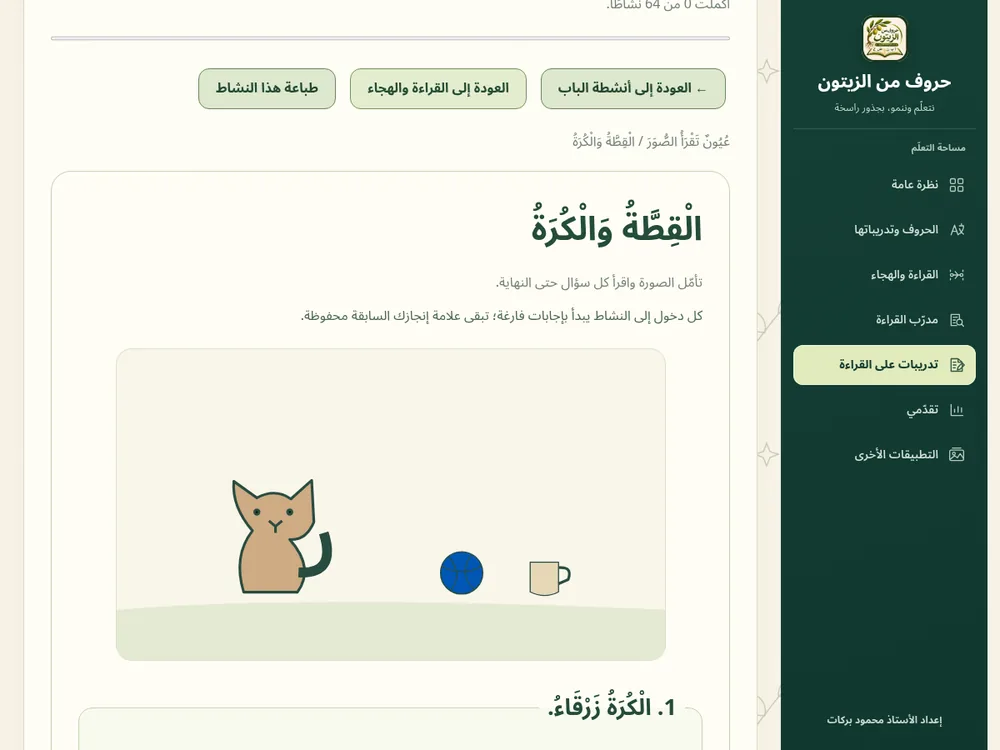 أكملت 0 من 64 نشاطًا.
← العودة إلى أنشطة الباب
العودة إلى القراءة والهجاء
طباعة هذا النشاط
عُيُونٌ تَقْرَأُ الصُّوَرَ / الْقِطَّةُ وَالْكُرَةُ
الْقِطَّةُ وَالْكُرَةُ
تأمّل الصورة واقرأ كل سؤال حتى النهاية.
كل دخول إلى النشاط يبدأ بإجابات فارغة؛ تبقى علامة إنجازك السابقة محفوظة.
1. الْكُرَةُ زَرْقَاءُ.
حروف من الزيتون
نتعلّم وننمو، بجذور راسخة
مساحة التعلّم
نظرة عامة
الحروف وتدريباتها
القراءة والهجاء
مدرّب القراءة
تدريبات على القراءة
تقدّمي
التطبيقات الأخرى
إعداد الأستاذ محمود بركات